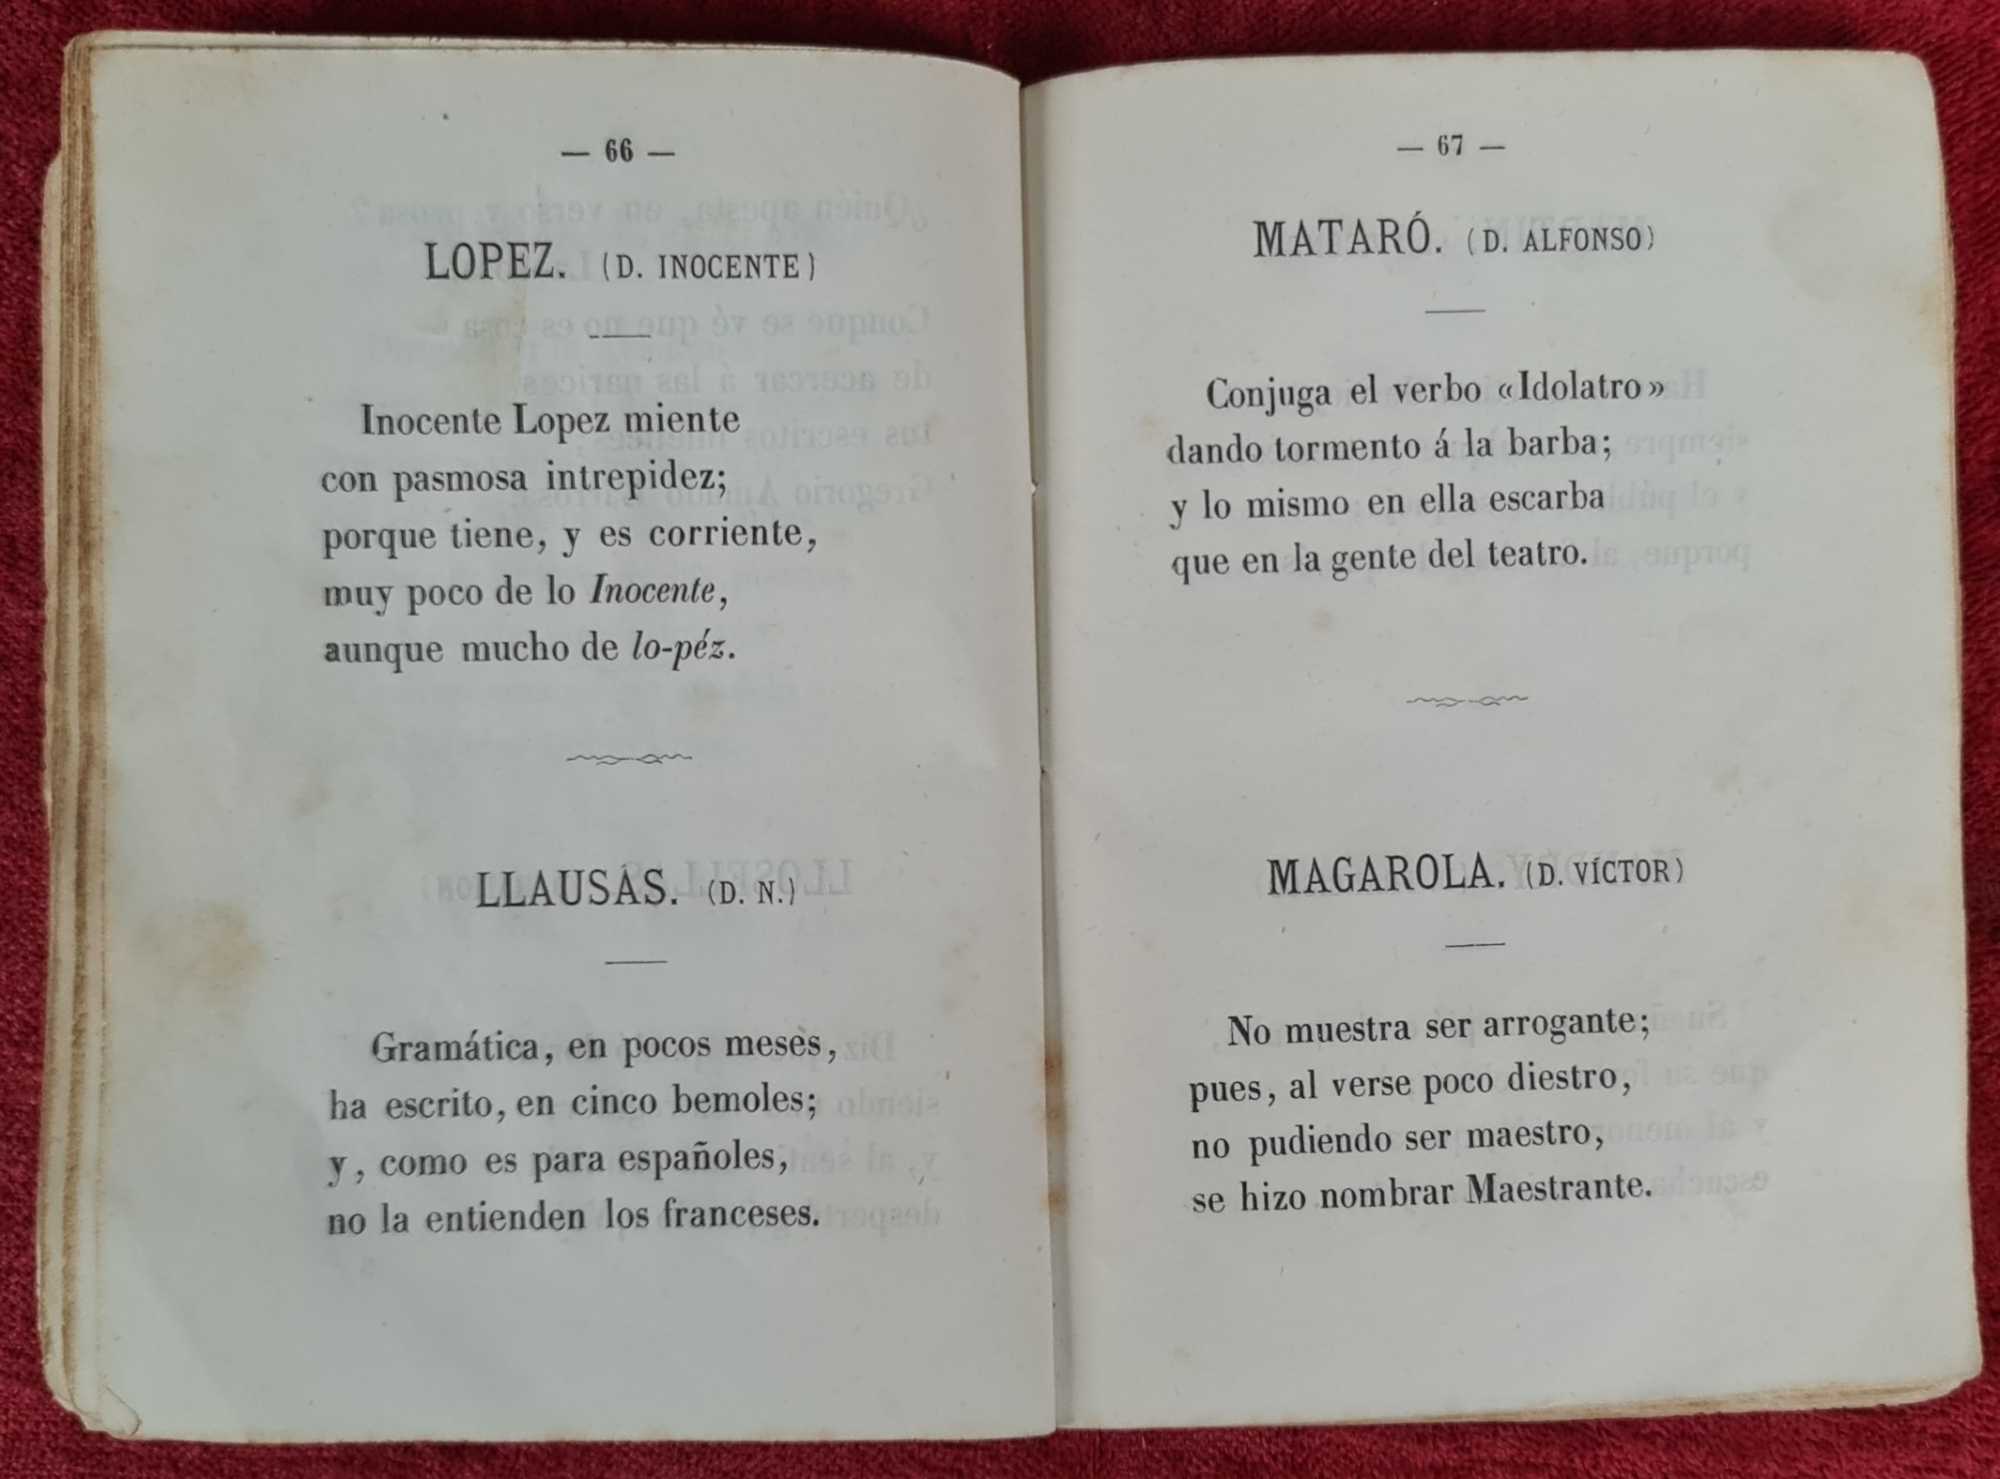 — 66 —
LOPEZ. (D. INOCENTE)
Inocente Lopez miente
con pasmosa intrepidez;
porque tiene, y es corriente,
muy poco de lo Inocente,
aunque mucho de lo-péz.
LLAUSÁS. (D. N.)
Gramática, en pocos meses,
ha escrito, en cinco bemoles;
y, como es para españoles,
no la entienden los franceses.
— 67 —
MATARÓ. (D. ALFONSO)
Conjuga el verbo «Idolatro»
dando tormento á la barba;
y lo mismo en ella escarba
que en la gente del teatro.
MAGAROLA. (D. VÍCTOR)
No muestra ser arrogante;
pues, al verse poco diestro,
no pudiendo ser maestro,
se hizo nombrar Maestrante.